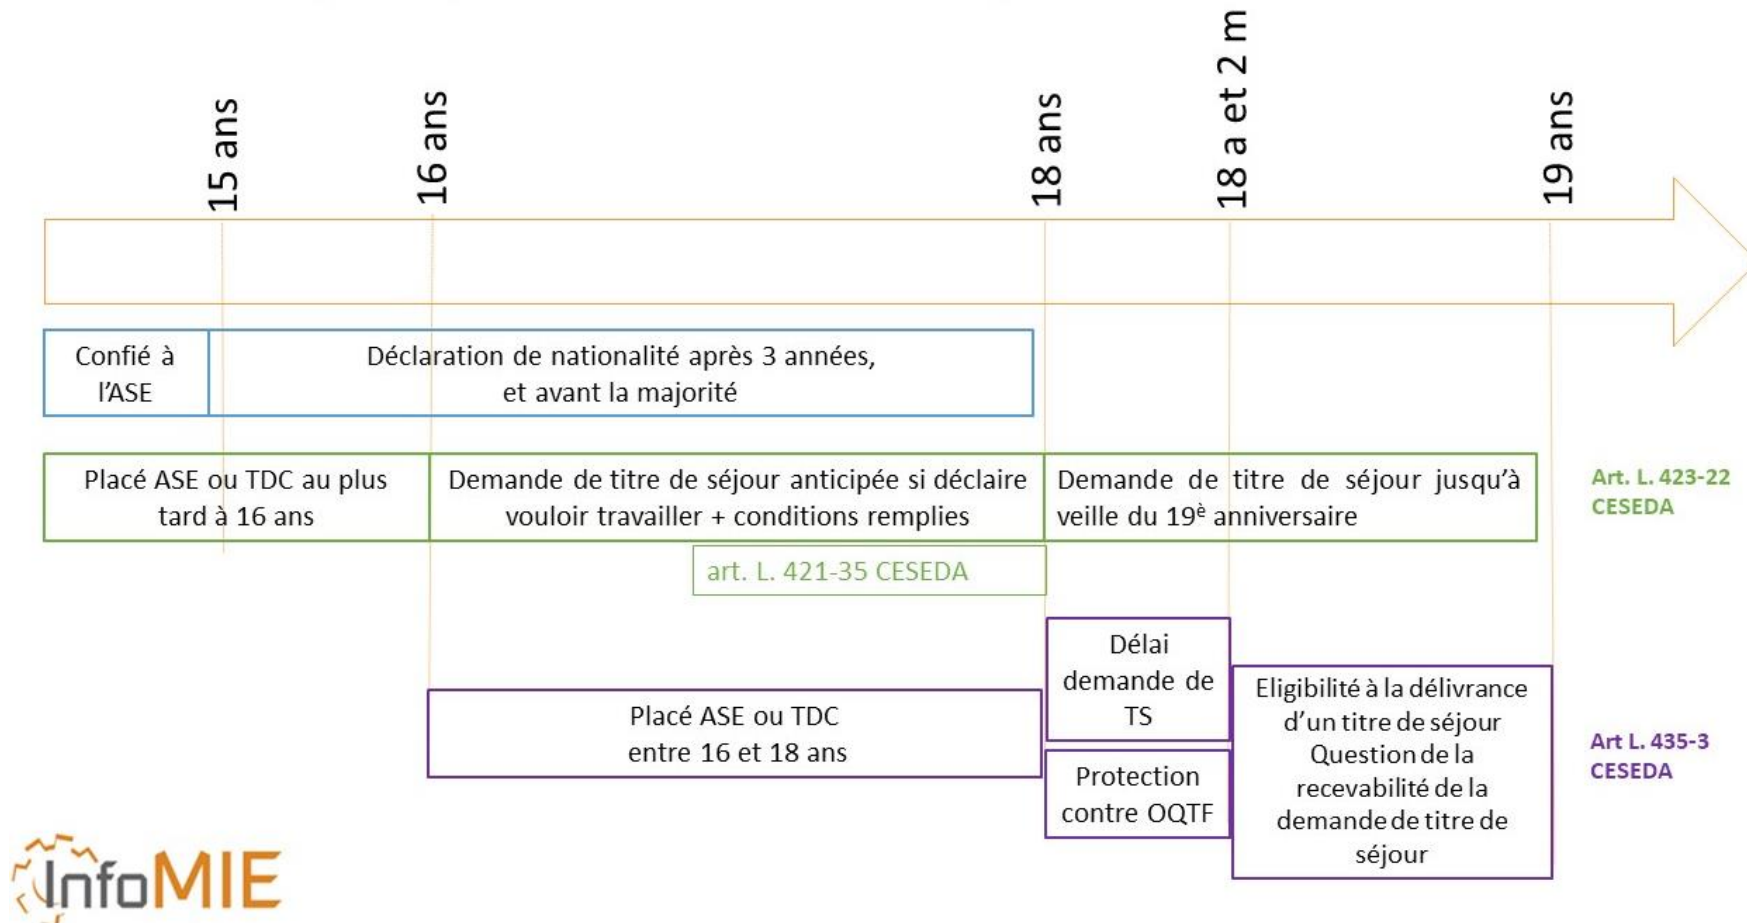 15 ans
16 ans
18 ans
18 a et 2 m
19 ans
Confié à
l'ASE
Déclaration de nationalité après 3 années,
et avant la majorité
Placé ASE ou TDC au plus
tard à 16 ans
Demande de titre de séjour anticipée si déclaire
vouloir travailler + conditions remplies
Demande de titre de séjour jusqu'à
veille du 19è anniversaire
Art. L. 423-22
CESEDA
art. L. 421-35 CESEDA
Placé ASE ou TDC
entre 16 et 18 ans
Délai
demande de
TS
Protection
contre OQTF
Eligibilité à la délivrance
d'un titre de séjour
Question de la
recevabilité de la
demande de titre de
séjour
Art L. 435-3
CESEDA
InfoMIE